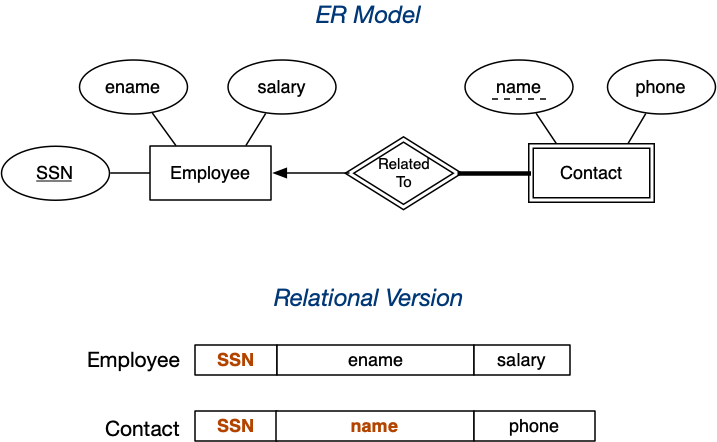 ER Model
ename
salary
name
phone
SSN
Employee
Related
To
Contact
Relational Version
Employee SSN ename salary
Contact SSN name phone